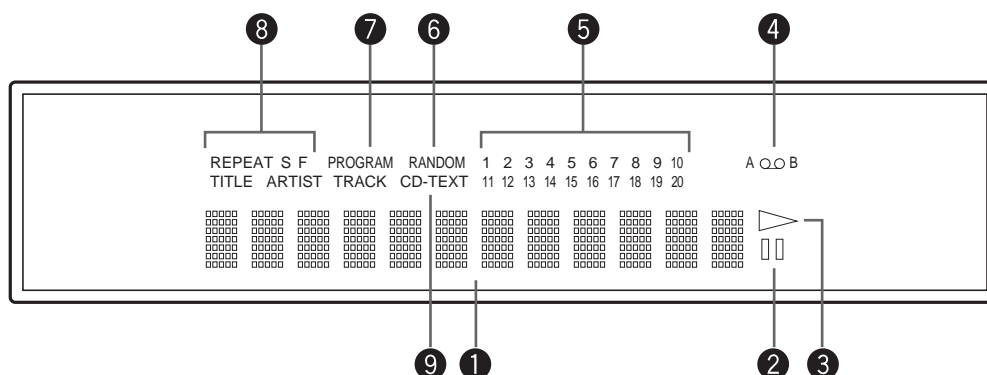 8 7 6 5 4
REPEAT S F PROGRAM RANDOM 1 2 3 4 5 6 7 8 9 10 A B
TITLE ARTIST TRACK CD-TEXT 11 12 13 14 15 16 17 18 19 20
9 1 2 3